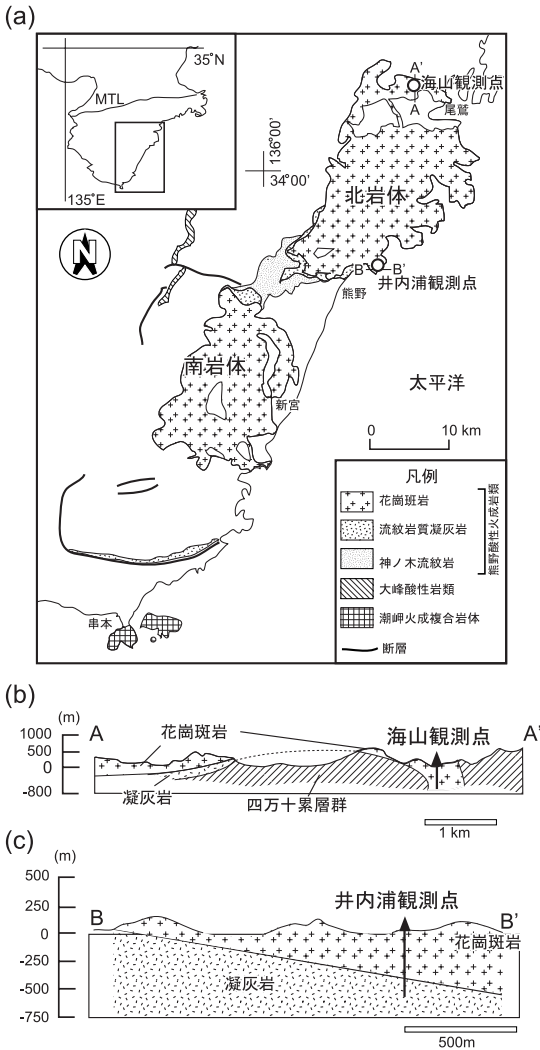 (a)
35°N
MTL
135°E
136°00'
34°00'
A'
海山観測点
A
尾鷲
北岩体
B
B'
井内浦観測点
熊野
南岩体
新宮
太平洋
0 10 km
N
串本
凡例
花崗斑岩
流紋岩質凝灰岩
神ノ木流紋岩
熊野酸性火成岩類
大峰酸性岩類
潮岬火成複合岩体
断層
(b)
(m)
1000
500
0
-800
A
花崗斑岩
海山観測点
A'
凝灰岩
四万十累層群
1 km
(c)
(m)
500
250
0
-250
-500
-750
B
井内浦観測点
B'
花崗斑岩
凝灰岩
500m